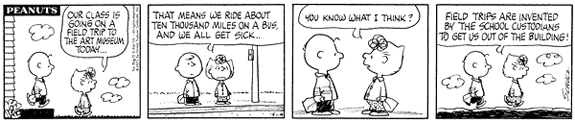 PEANUTS
OUR CLASS IS
GOING ON A
FIELD TRIP TO
THE ART MUSEUM
TODAY...
THAT MEANS WE RIDE ABOUT
TEN THOUSAND MILES ON A BUS,
AND WE ALL GET SICK...
YOU KNOW WHAT I THINK?
FIELD TRIPS ARE INVENTED
BY THE SCHOOL CUSTODIANS
TO GET US OUT OF THE BUILDING!
SCHULZ